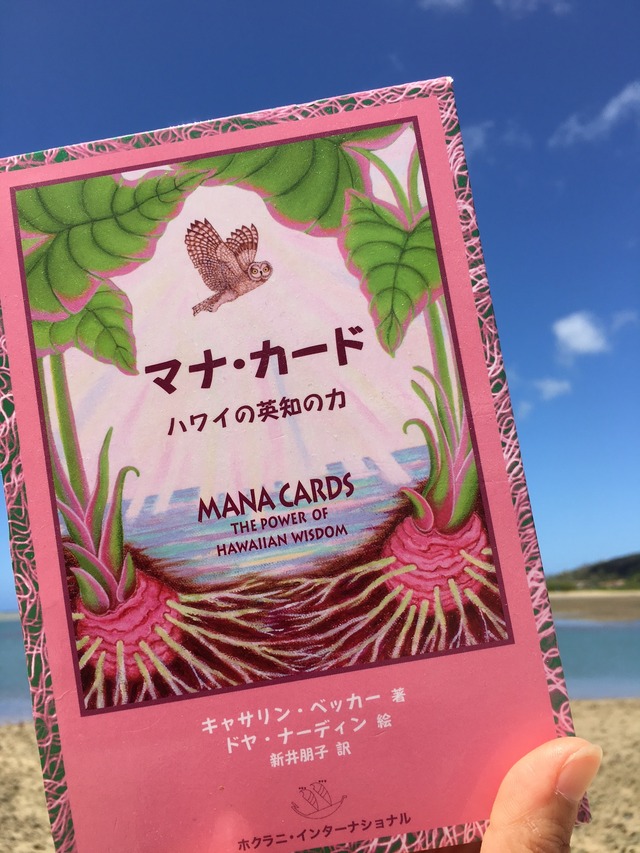 マナ・カード
ハワイの英知の力
MANA CARDS
THE POWER OF
HAWAIIAN WISDOM
キャサリン・ベッカー 著
ドヤ・ナーディン 絵
新井朋子 訳
ホクラニ・インターナショナル